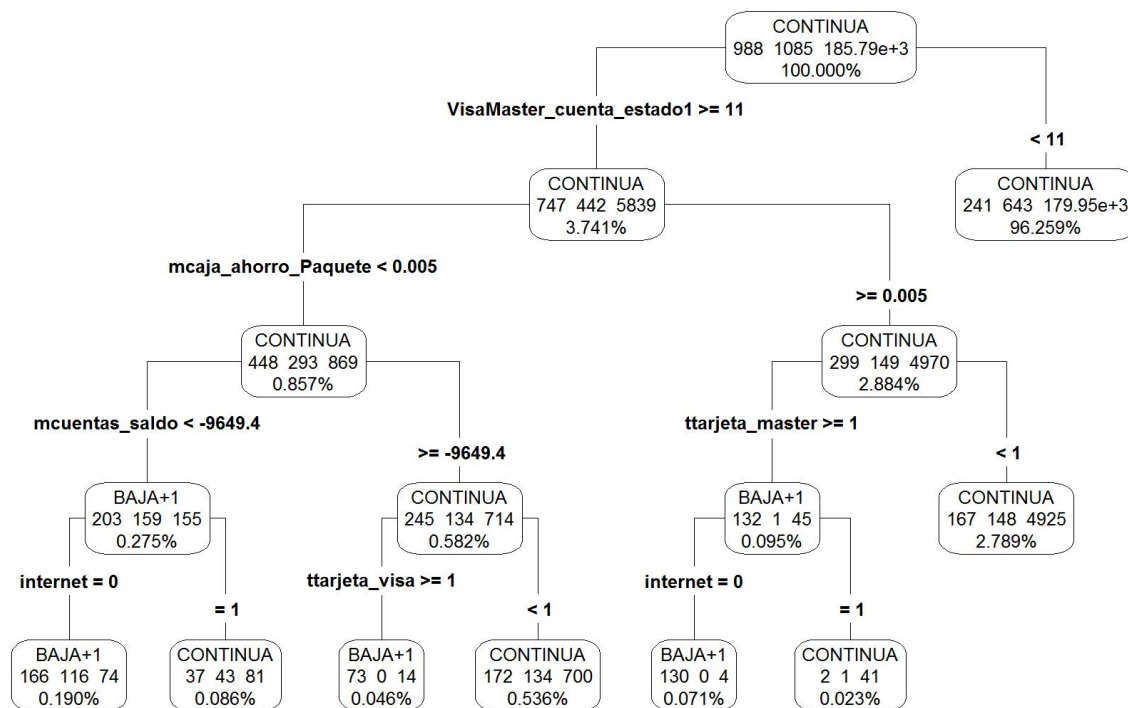 CONTINUA
988 1085 185.79e+3
100.000%
VisaMaster_cuenta_estado1 >= 11
< 11
CONTINUA
747 442 5839
3.741%
CONTINUA
241 643 179.95e+3
96.259%
mcaja_ahorro_Paquete < 0.005
>= 0.005
CONTINUA
448 293 869
0.857%
CONTINUA
299 149 4970
2.884%
mcuentas_saldo < -9649.4
>= -9649.4
ttarjeta_master >= 1
< 1
BAJA+1
203 159 155
0.275%
CONTINUA
245 134 714
0.582%
BAJA+1
132 1 45
0.095%
CONTINUA
167 148 4925
2.789%
internet = 0
= 1
ttarjeta_visa >= 1
< 1
internet = 0
= 1
BAJA+1
166 116 74
0.190%
CONTINUA
37 43 81
0.086%
BAJA+1
73 0 14
0.046%
CONTINUA
172 134 700
0.536%
BAJA+1
130 0 4
0.071%
CONTINUA
2 1 41
0.023%